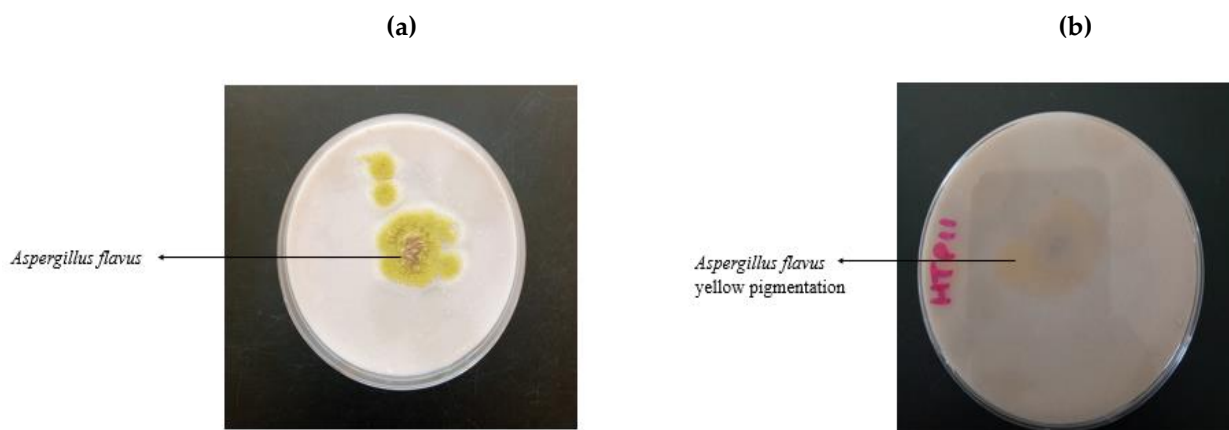 (a)
(b)
Aspergillus flavus
Aspergillus flavus
yellow pigmentation
HTP11